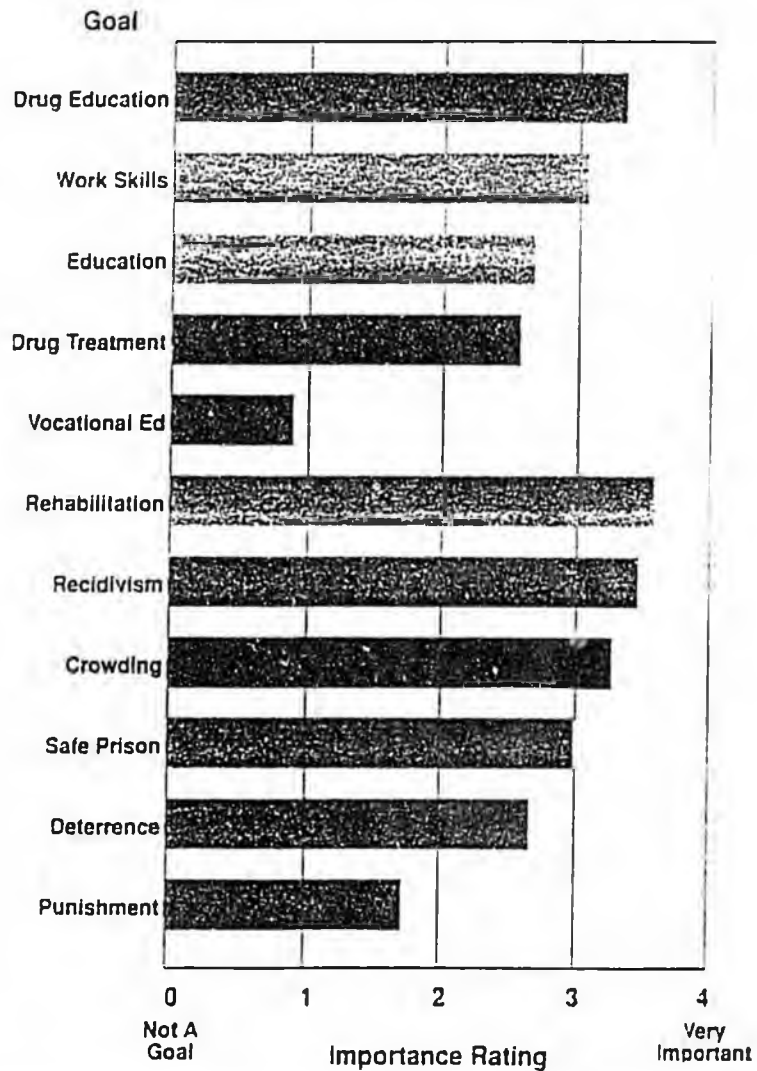 Goal
Drug Education
Work Skills
Education
Drug Treatment
Vocational Ed
Rehabilitation
Recidivism
Crowding
Safe Prison
Deterrence
Punishment
0 1 2 3 4
Not A Goal
Importance Rating
Very Important